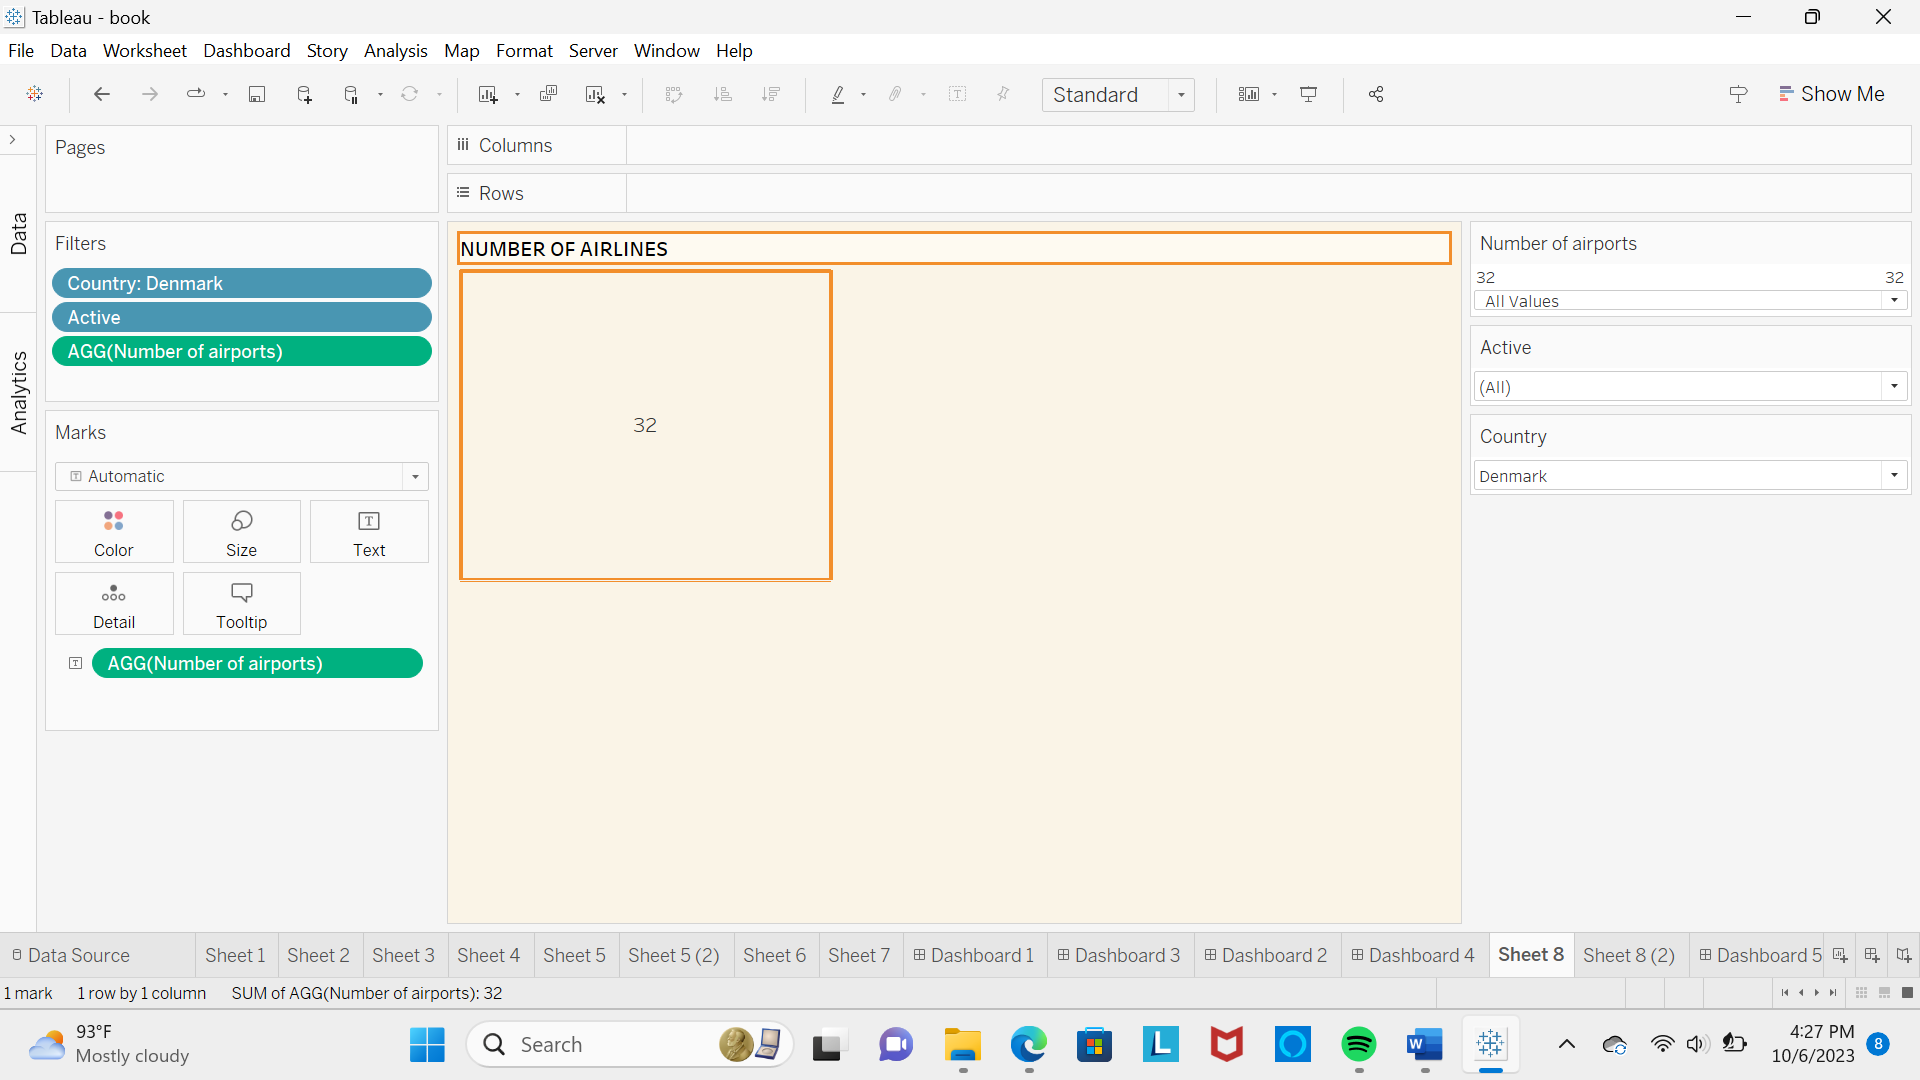 Tableau - book
File Data Worksheet Dashboard Story Analysis Map Format Server Window Help
Standard
Show Me
Data
Analytics
Pages
Filters
Country: Denmark
Active
AGG(Number of airports)
Marks
Automatic
Color Size Text
Detail Tooltip
AGG(Number of airports)
Columns
Rows
NUMBER OF AIRLINES
32
Number of airports
32 32
All Values
Active
(All)
Country
Denmark
Data Source Sheet 1 Sheet 2 Sheet 3 Sheet 4 Sheet 5 Sheet 5 (2) Sheet 6 Sheet 7 Dashboard 1 Dashboard 3 Dashboard 2 Dashboard 4 Sheet 8 Sheet 8 (2) Dashboard 5
1 mark 1 row by 1 column SUM of AGG(Number of airports): 32
93°F
Mostly cloudy
Search
4:27 PM
10/6/2023
8